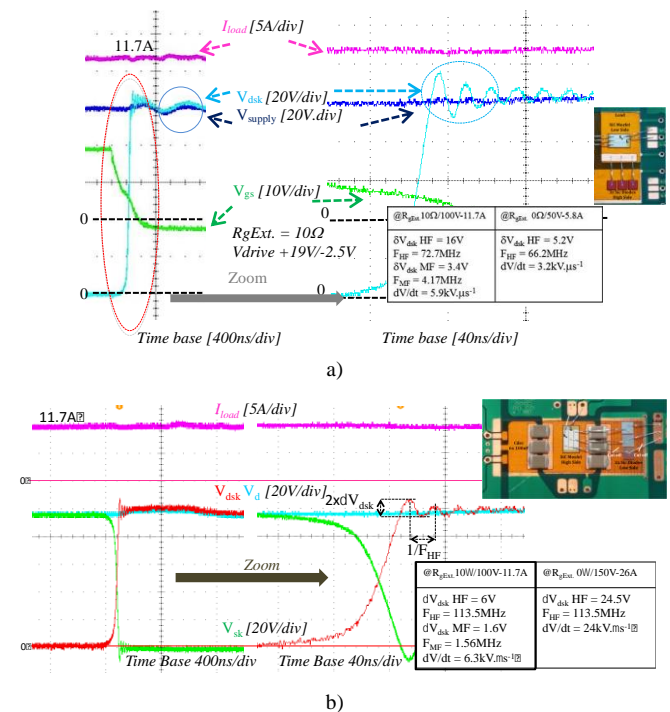 11.7A
I_load [5A/div]
V_dsk [20V/div]
V_supply [20V.div]
V_gs [10V/div]
0
0
0
0
RgExt. = 10Ω
Vdrive +19V/-2.5V
Zoom
@R_gExt. 10Ω/100V-11.7A
δV_dsk HF = 16V
F_HF = 72.7MHz
δV_dsk MF = 3.4V
F_MF = 4.17MHz
dV/dt = 5.9kV.µs⁻¹
@R_gExt. 0Ω/50V-5.8A
δV_dsk HF = 5.2V
F_HF = 66.2MHz
dV/dt = 3.2kV.µs⁻¹
Time base [400ns/div]
Time base [40ns/div]
a)
11.7A
I_load [5A/div]
0
V_dsk V_d [20V/div]
2xdV_dsk
1/F_HF
Zoom
V_sk [20V/div]
0
Time Base 400ns/div
Time Base 40ns/div
@R_gExt. 10W/100V-11.7A
dV_dsk HF = 6V
F_HF = 113.5MHz
dV_dsk MF = 1.6V
F_MF = 1.56MHz
dV/dt = 6.3kV.ms⁻¹
@R_gExt. 0W/150V-26A
dV_dsk HF = 24.5V
F_HF = 113.5MHz
dV/dt = 24kV.ms⁻¹
b)